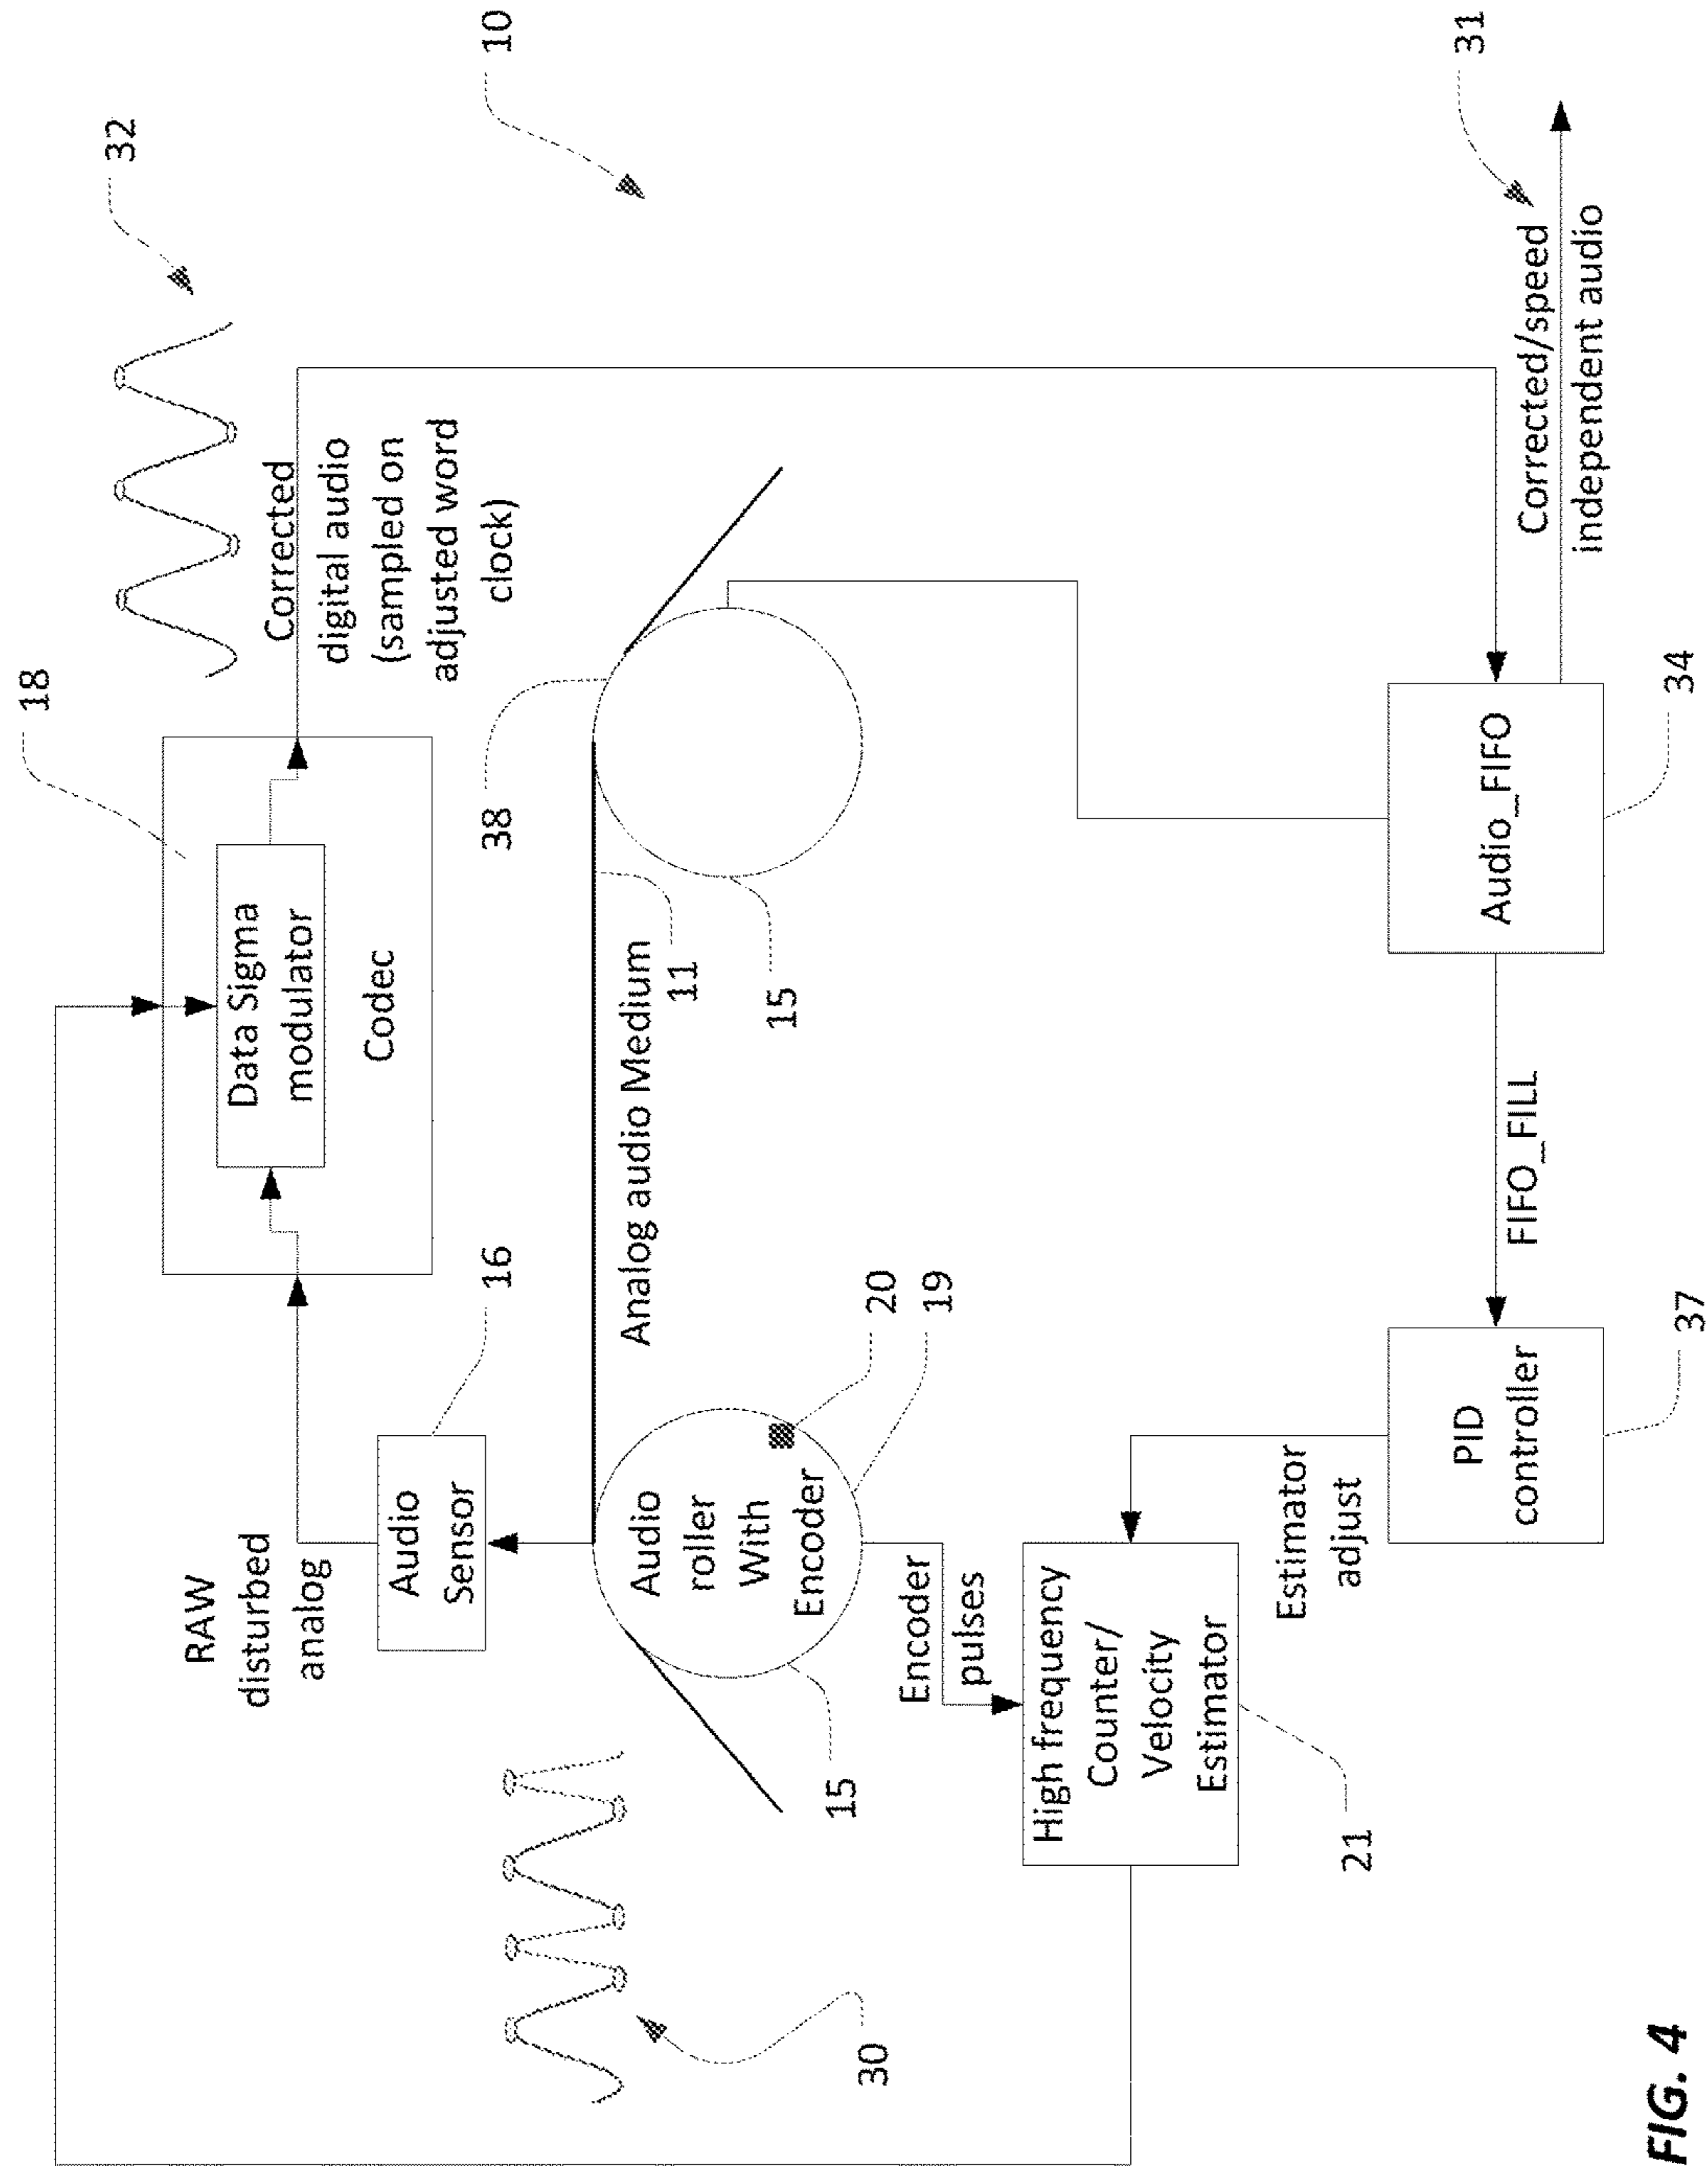 32
10
31
18
Corrected
digital audio
(sampled on
adjusted word
clock)
Data Sigma
modulator
Codec
RAW
disturbed
analog
Audio
Sensor
16
38
11
Analog audio Medium
15
Audio
roller
With
Encoder
20
19
15
30
Encoder
pulses
High frequency
Counter/
Velocity
Estimator
21
Estimator
adjust
PID
controller
37
FIFO_FILL
Audio_FIFO
34
Corrected/speed
independent audio
FIG. 4